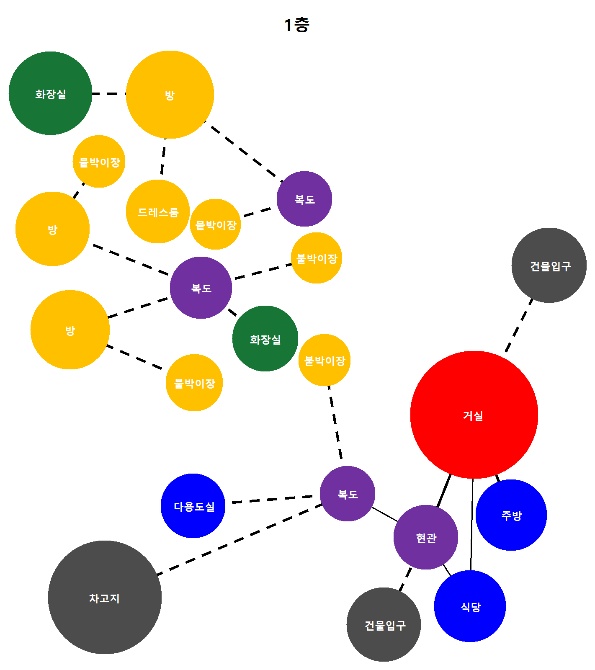 1층
화장실
방
붙박이장
드레스룸
붙박이장
복도
방
복도
붙박이장
건물입구
방
화장실
붙박이장
붙박이장
거실
다용도실
복도
주방
현관
차고지
식당
건물입구